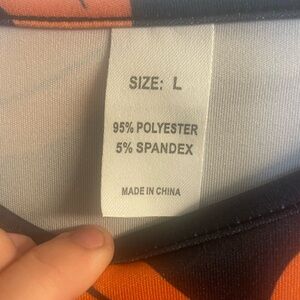 SIZE: L
95% POLYESTER
5% SPANDEX
MADE IN CHINA